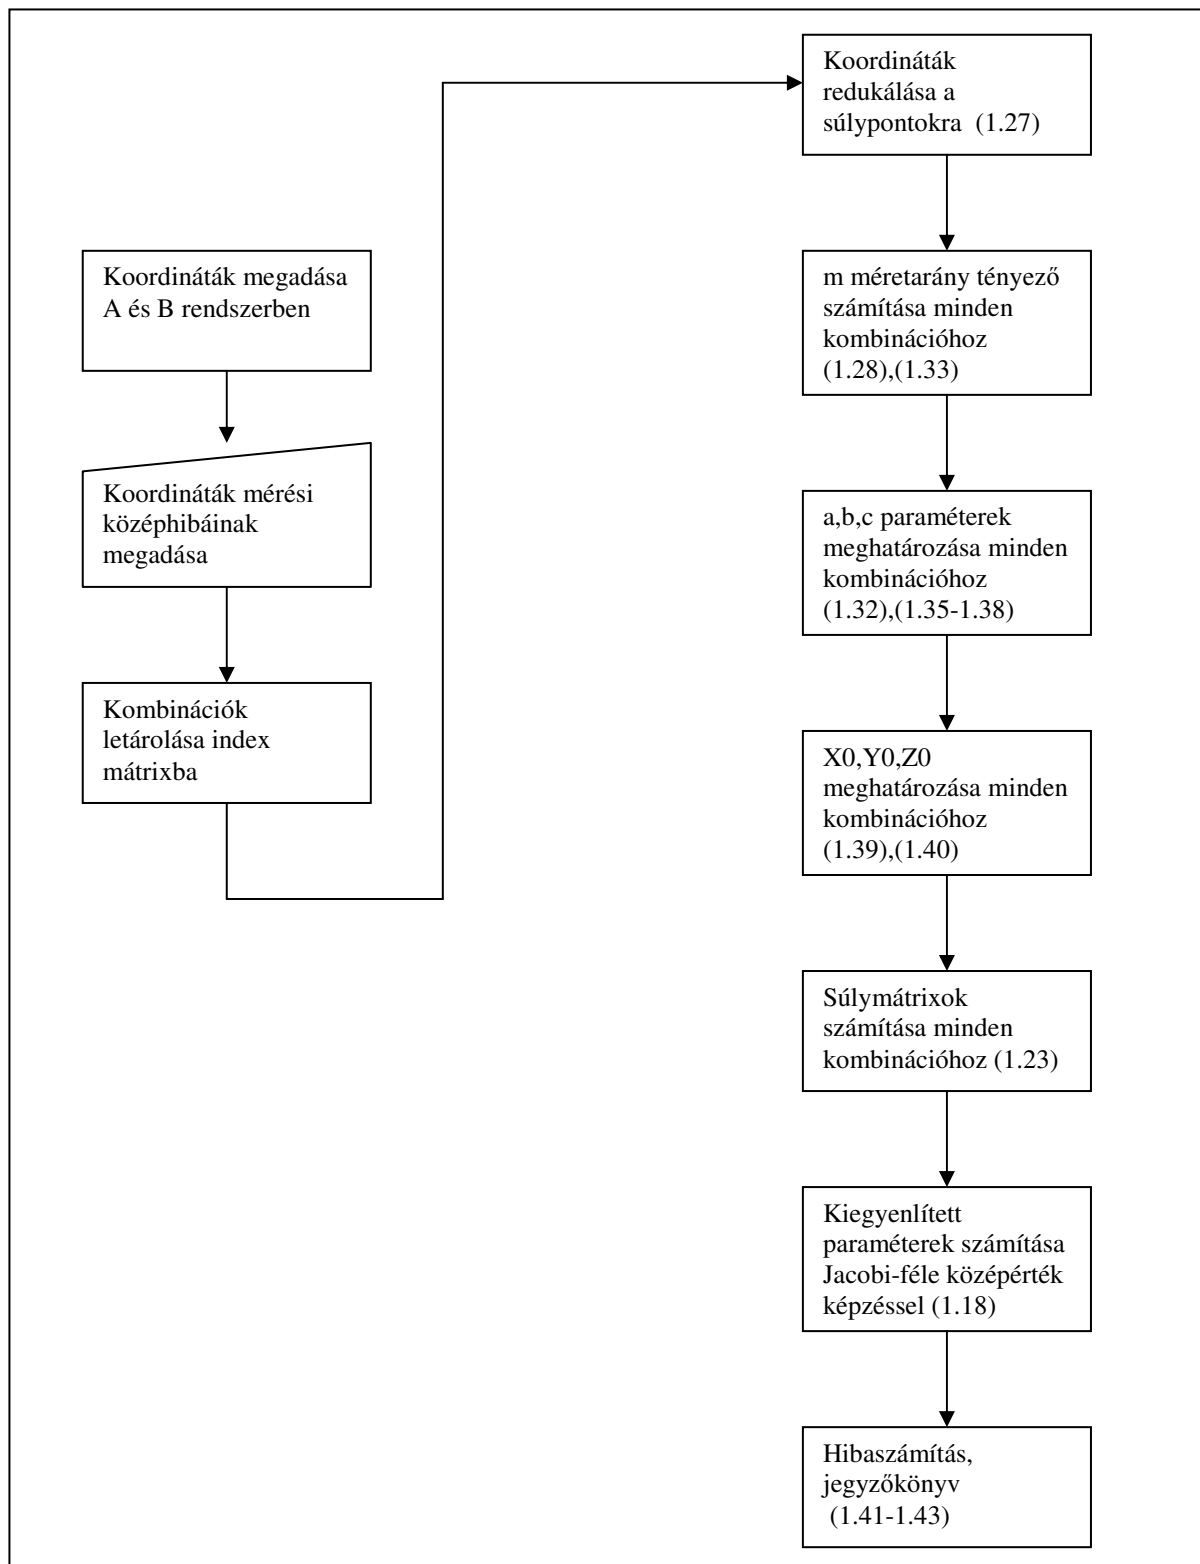 Koordináták megadása
A és B rendszerben
Koordináták mérési
középhibáinak
megadása
Kombinációk
letárolása index
mátrixba
Koordináták
redukálása a
súlypontokra (1.27)
m méretarány tényező
számítása minden
kombinációhoz
(1.28),(1.33)
a,b,c paraméterek
meghatározása minden
kombinációhoz
(1.32),(1.35-1.38)
X0,Y0,Z0
meghatározása minden
kombinációhoz
(1.39),(1.40)
Súlymátrixok
számítása minden
kombinációhoz (1.23)
Kiegyenlített
paraméterek számítása
Jacobi-féle középérték
képzéssel (1.18)
Hibaszámítás,
jegyzőkönyv
(1.41-1.43)